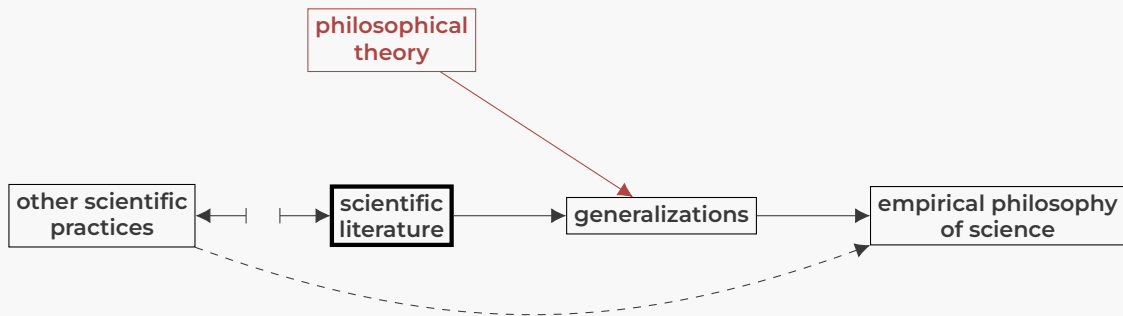 philosophical
theory
other scientific
practices
scientific
literature
generalizations
empirical philosophy
of science